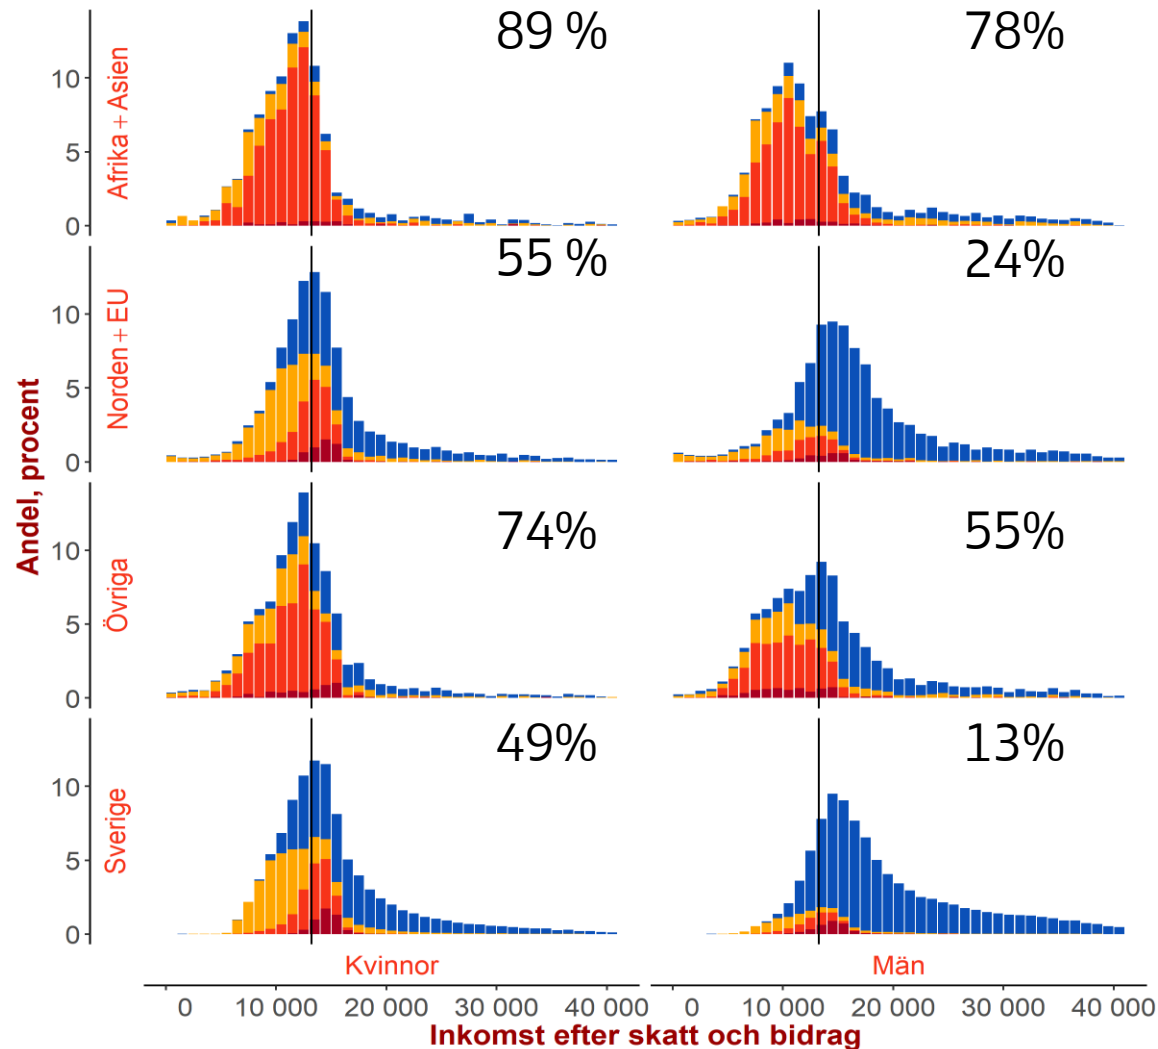 89 %
78%
Afrika + Asien
10
5
0
55 %
24%
Norden + EU
10
5
0
74%
55%
Övriga
10
5
0
49%
13%
Sverige
10
5
0
Andel, procent
Kvinnor
Män
0 10 000 20 000 30 000 40 000
0 10 000 20 000 30 000 40 000
Inkomst efter skatt och bidrag